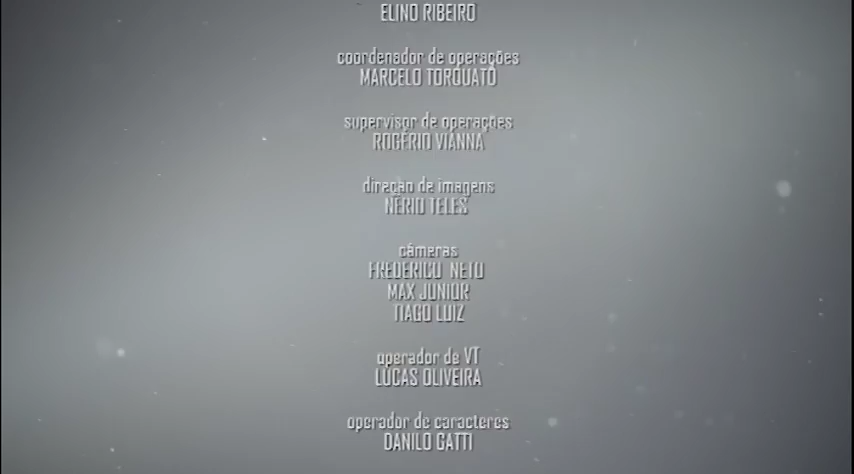 ELINO RIBEIRO
coordenador de operações
MARCELO TORQUATO
supervisor de operações
ROGÉRIO VIANNA
direção de imagens
NÉRIO TELES
câmeras
FREDERICO NETO
MAX JUNIOR
TIAGO LUIZ
operador de VT
LUCAS OLIVEIRA
operador de caracteres
DANILO GATTI